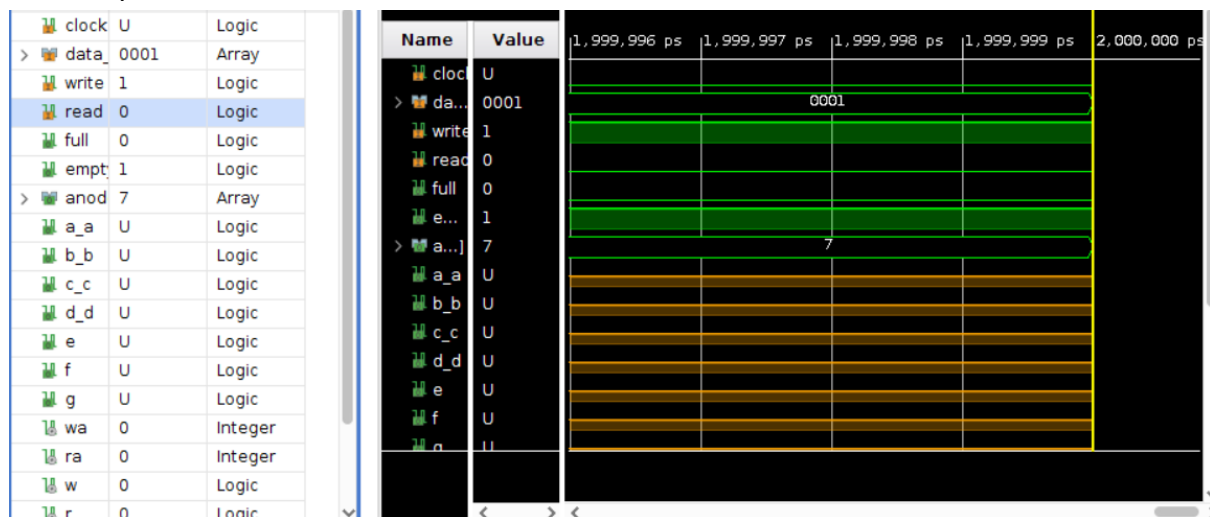 clock U Logic
data_ 0001 Array
write 1 Logic
read 0 Logic
full 0 Logic
empt 1 Logic
anod 7 Array
a_a U Logic
b_b U Logic
c_c U Logic
d_d U Logic
e U Logic
f U Logic
g U Logic
wa 0 Integer
ra 0 Integer
w 0 Logic
r 0 Logic
Name Value 1,999,996 ps 1,999,997 ps 1,999,998 ps 1,999,999 ps 2,000,000 ps
cloc U
da... 0001 0001
write 1
read 0
full 0
e... 1
a...] 7 7
a_a U
b_b U
c_c U
d_d U
e U
f U
g U